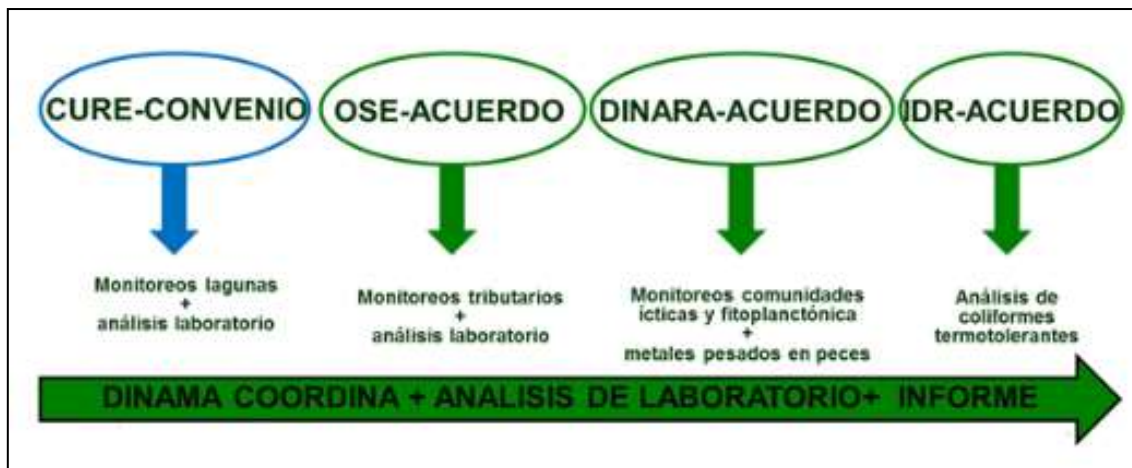 CURE-CONVENIO
OSE-ACUERDO
DINARA-ACUERDO
IDR-ACUERDO
Monitoreos lagunas
+
análisis laboratorio
Monitoreos tributarios
+
análisis laboratorio
Monitoreos comunidades
ícticas y fitoplanctónica
+
metales pesados en peces
Análisis de
coliformes
termotolerantes
DINAMA COORDINA + ANALISIS DE LABORATORIO+ INFORME